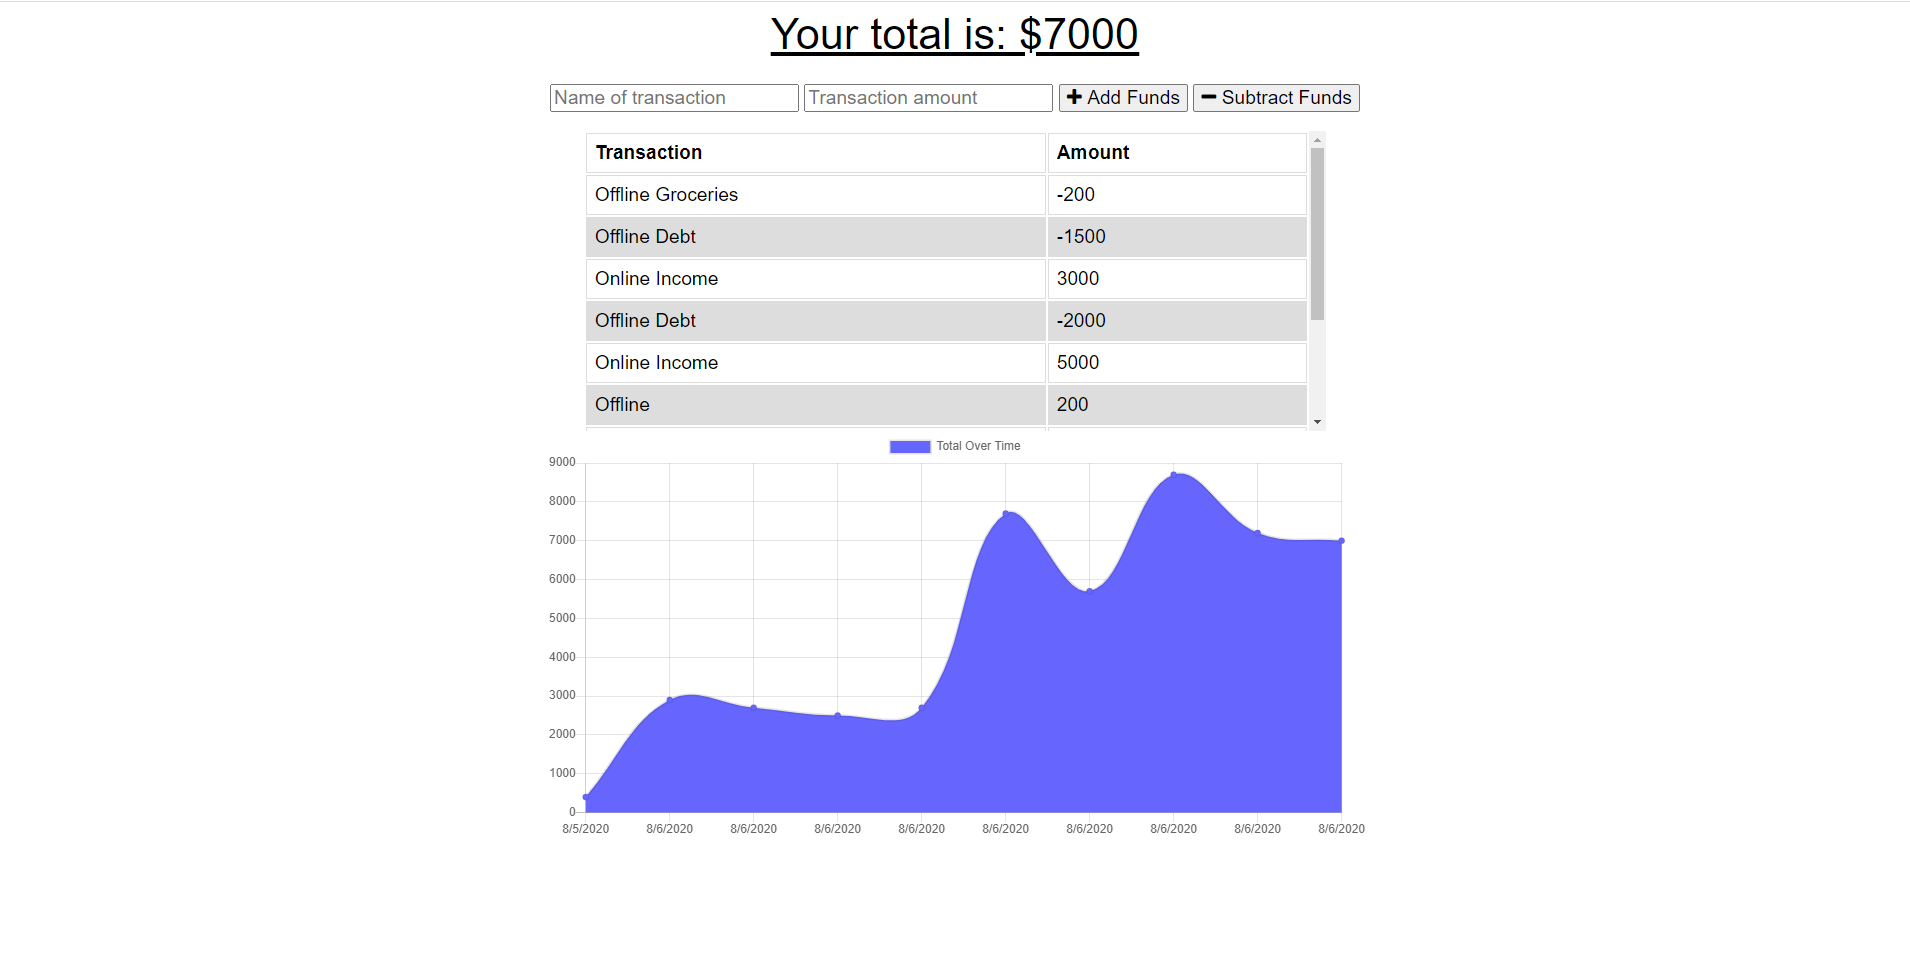 Your total is: $7000
Name of transaction Transaction amount Add Funds Subtract Funds
Transaction Amount
Offline Groceries -200
Offline Debt -1500
Online Income 3000
Offline Debt -2000
Online Income 5000
Offline 200
Total Over Time
9000
8000
7000
6000
5000
4000
3000
2000
1000
0
8/5/2020 8/6/2020 8/6/2020 8/6/2020 8/6/2020 8/6/2020 8/6/2020 8/6/2020 8/6/2020 8/6/2020